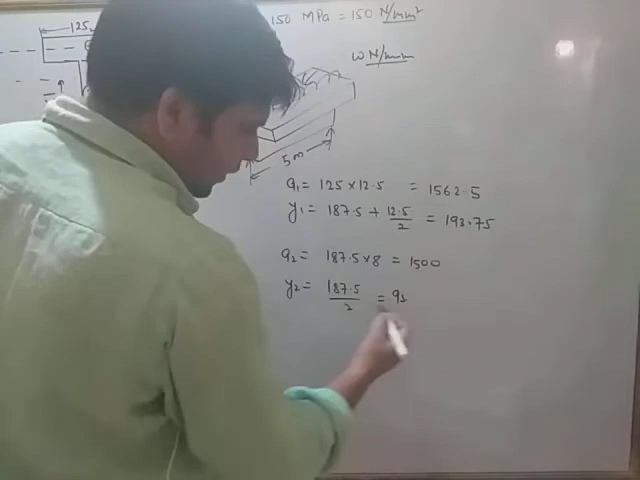 150 MPa = 150 N/mm²
125
w N/mm
5m
a₁ = 125 × 12.5 = 1562.5
y₁ = 187.5 + 12.5/2 = 193.75
a₂ = 187.5 × 8 = 1500
y₂ = 187.5/2 = 93